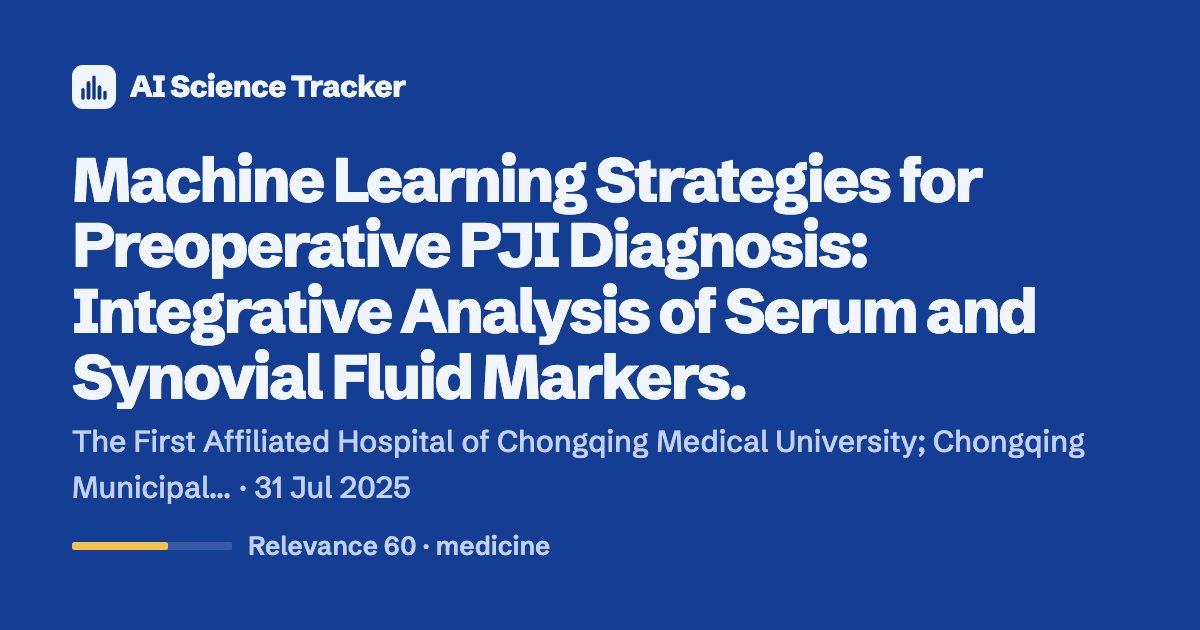 AI Science Tracker
Machine Learning Strategies for
Preoperative PJI Diagnosis:
Integrative Analysis of Serum and
Synovial Fluid Markers.
The First Affiliated Hospital of Chongqing Medical University; Chongqing
Municipal... · 31 Jul 2025
Relevance 60 · medicine